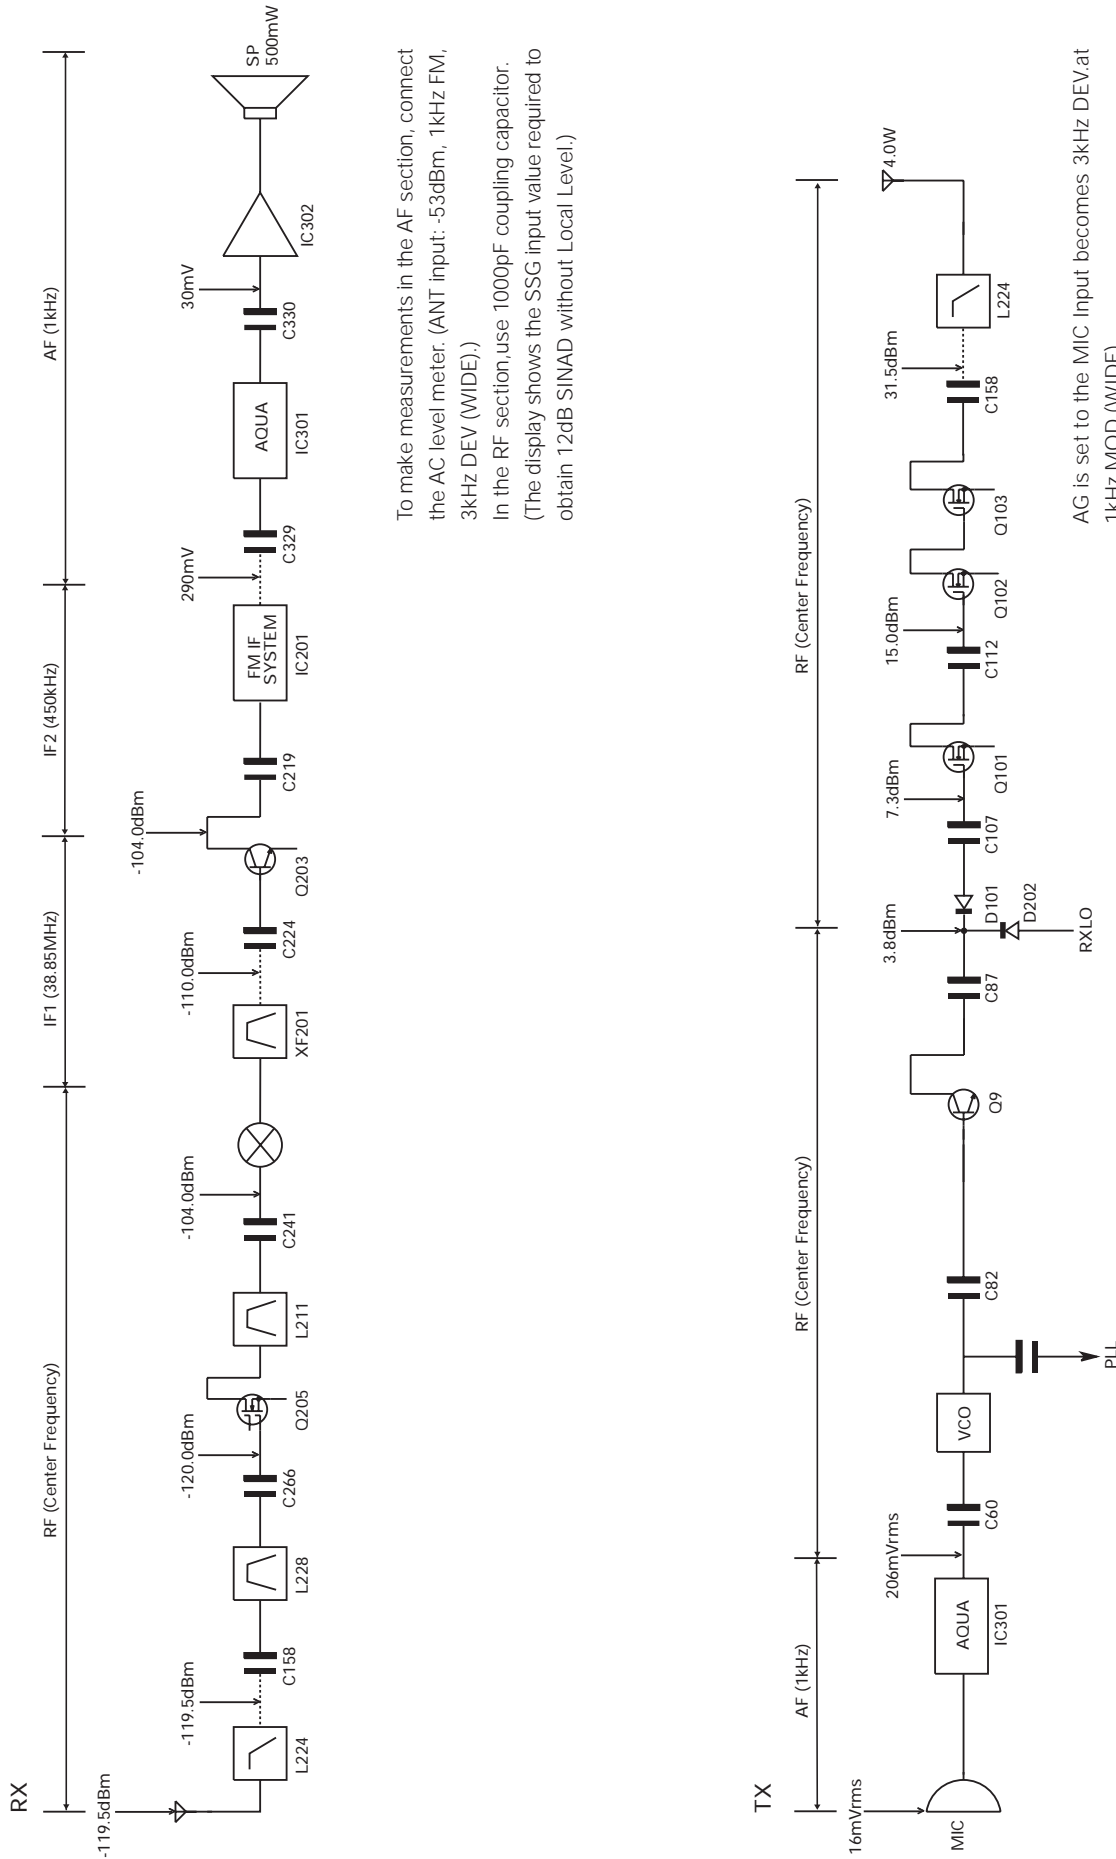 RX
RF (Center Frequency)
IF1 (38.85MHz)
IF2 (450kHz)
AF (1kHz)
-119.5dBm
-119.5dBm
-120.0dBm
-104.0dBm
-110.0dBm
-104.0dBm
290mV
30mV
L224
C158
L228
C266
Q205
L211
C241
XF201
C224
Q203
C219
FM IF
SYSTEM
IC201
C329
AQUA
IC301
C330
IC302
SP
500mW
To make measurements in the AF section, connect
the AC level meter. (ANT input: -53dBm, 1kHz FM,
3kHz DEV (WIDE).)
In the RF section,use 1000pF coupling capacitor.
(The display shows the SSG input value required to
obtain 12dB SINAD without Local Level.)
TX
AF (1kHz)
RF (Center Frequency)
RF (Center Frequency)
16mVrms
206mVrms
3.8dBm
7.3dBm
15.0dBm
31.5dBm
4.0W
MIC
AQUA
IC301
C60
VCO
PLL
C82
Q9
C87
D101
D202
RXLO
C107
Q101
C112
Q102
Q103
C158
L224
AG is set to the MIC Input becomes 3kHz DEV.at
1kHz MOD (WIDE)